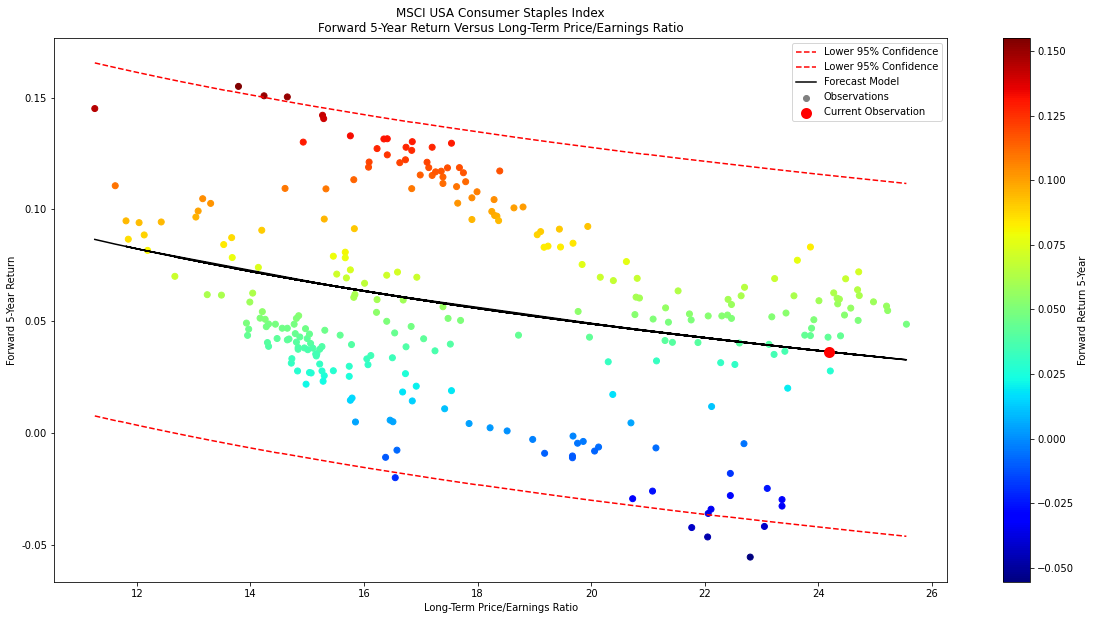 MSCI USA Consumer Staples Index
Forward 5-Year Return Versus Long-Term Price/Earnings Ratio
Lower 95% Confidence
Lower 95% Confidence
Forecast Model
Observations
Current Observation
Forward 5-Year Return
0.15
0.10
0.05
0.00
-0.05
12
14
16
18
20
22
24
26
Long-Term Price/Earnings Ratio
0.150
0.125
0.100
0.075
0.050
0.025
0.000
−0.025
−0.050
Forward Return 5-Year